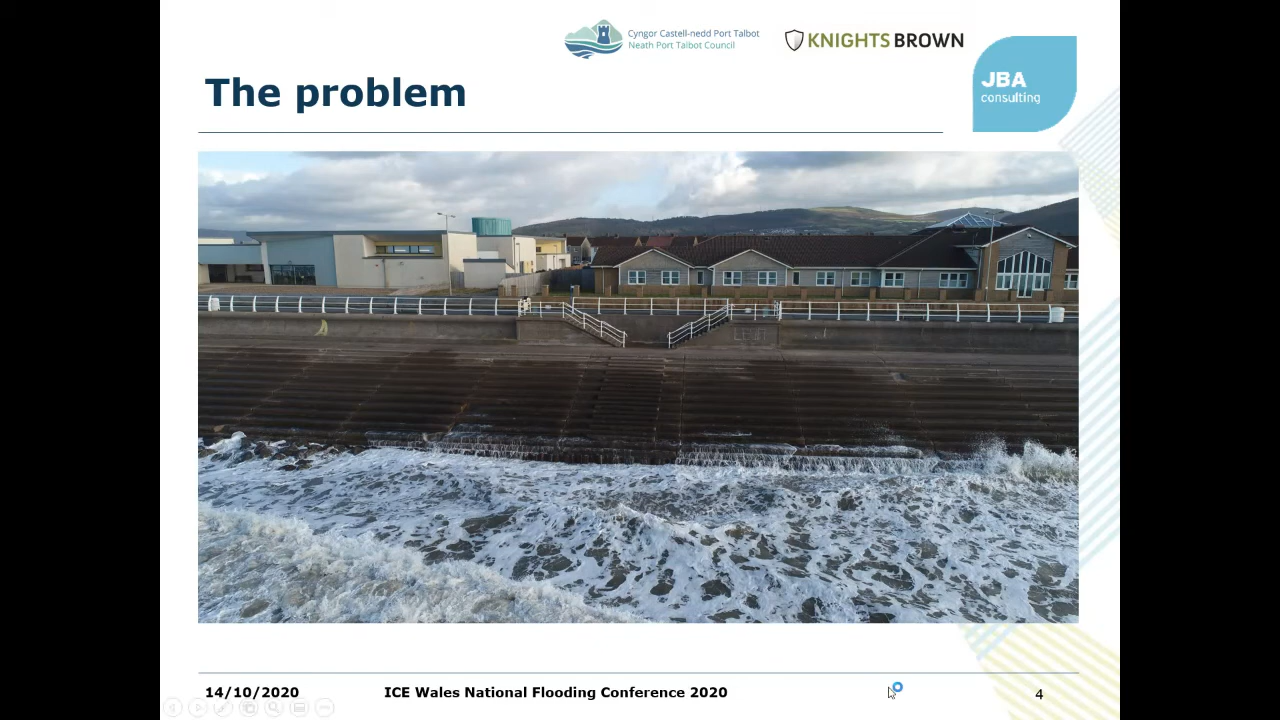 Cyngor Castell-nedd Port Talbot
Neath Port Talbot Council
KNIGHTS BROWN
JBA
consulting
The problem
14/10/2020
ICE Wales National Flooding Conference 2020
4